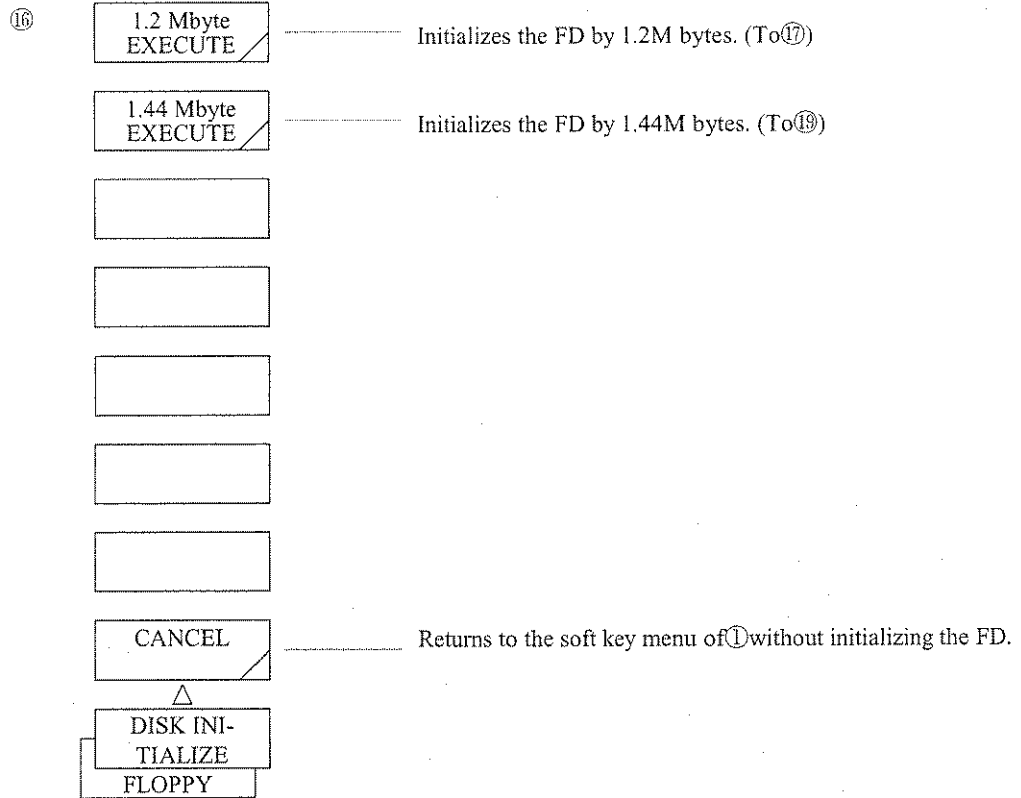 ⑯
1.2 Mbyte
EXECUTE
Initializes the FD by 1.2M bytes. (To⑰)
1.44 Mbyte
EXECUTE
Initializes the FD by 1.44M bytes. (To⑲)
CANCEL
Returns to the soft key menu of①without initializing the FD.
△
DISK INI-
TIALIZE
FLOPPY